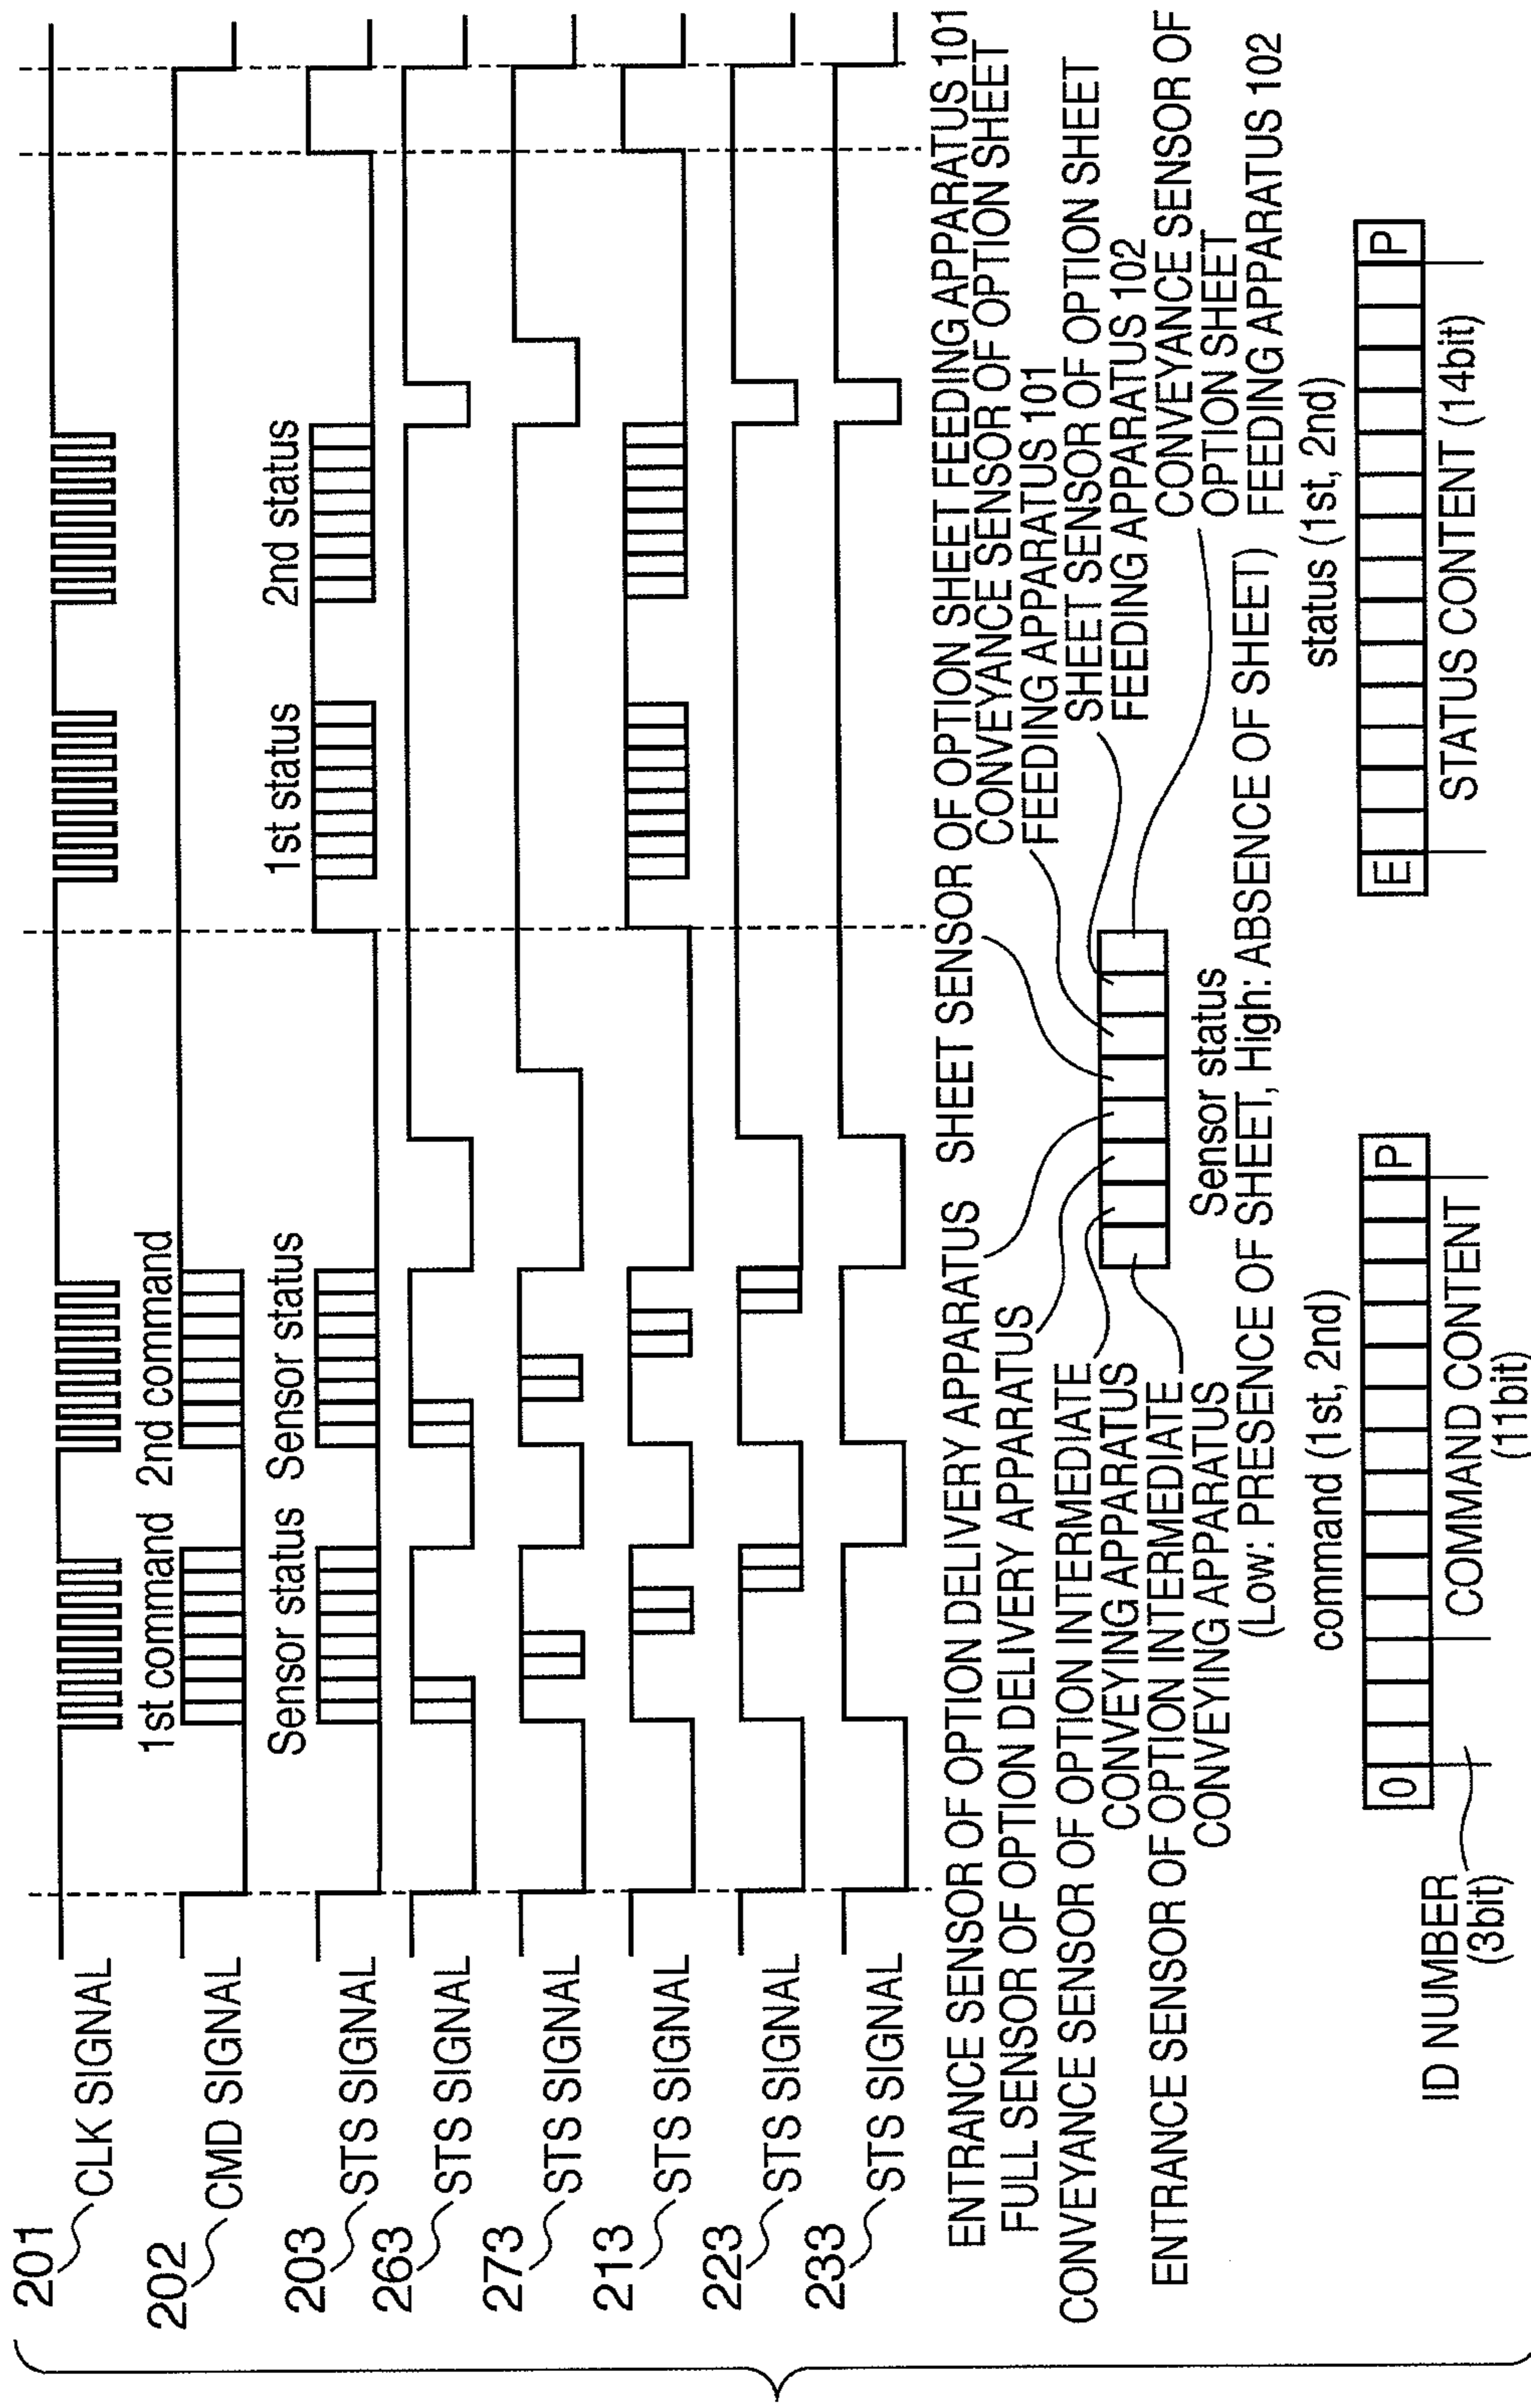 201
CLK SIGNAL
202
CMD SIGNAL
1st command 2nd command
203
STS SIGNAL
Sensor status Sensor status
1st status
2nd status
263
STS SIGNAL
273
STS SIGNAL
213
STS SIGNAL
223
STS SIGNAL
233
STS SIGNAL
ENTRANCE SENSOR OF OPTION DELIVERY APPARATUS
FULL SENSOR OF OPTION DELIVERY APPARATUS
CONVEYANCE SENSOR OF OPTION INTERMEDIATE
CONVEYING APPARATUS
ENTRANCE SENSOR OF OPTION INTERMEDIATE
CONVEYING APPARATUS
SHEET SENSOR OF OPTION SHEET FEEDING APPARATUS 101
CONVEYANCE SENSOR OF OPTION SHEET
FEEDING APPARATUS 101
SHEET SENSOR OF OPTION SHEET
FEEDING APPARATUS 102
CONVEYANCE SENSOR OF
OPTION SHEET
FEEDING APPARATUS 102
Sensor status
(Low: PRESENCE OF SHEET, High: ABSENCE OF SHEET)
command (1st, 2nd)
0
P
ID NUMBER
(3bit)
COMMAND CONTENT
(11bit)
status (1st, 2nd)
E
P
STATUS CONTENT (14bit)